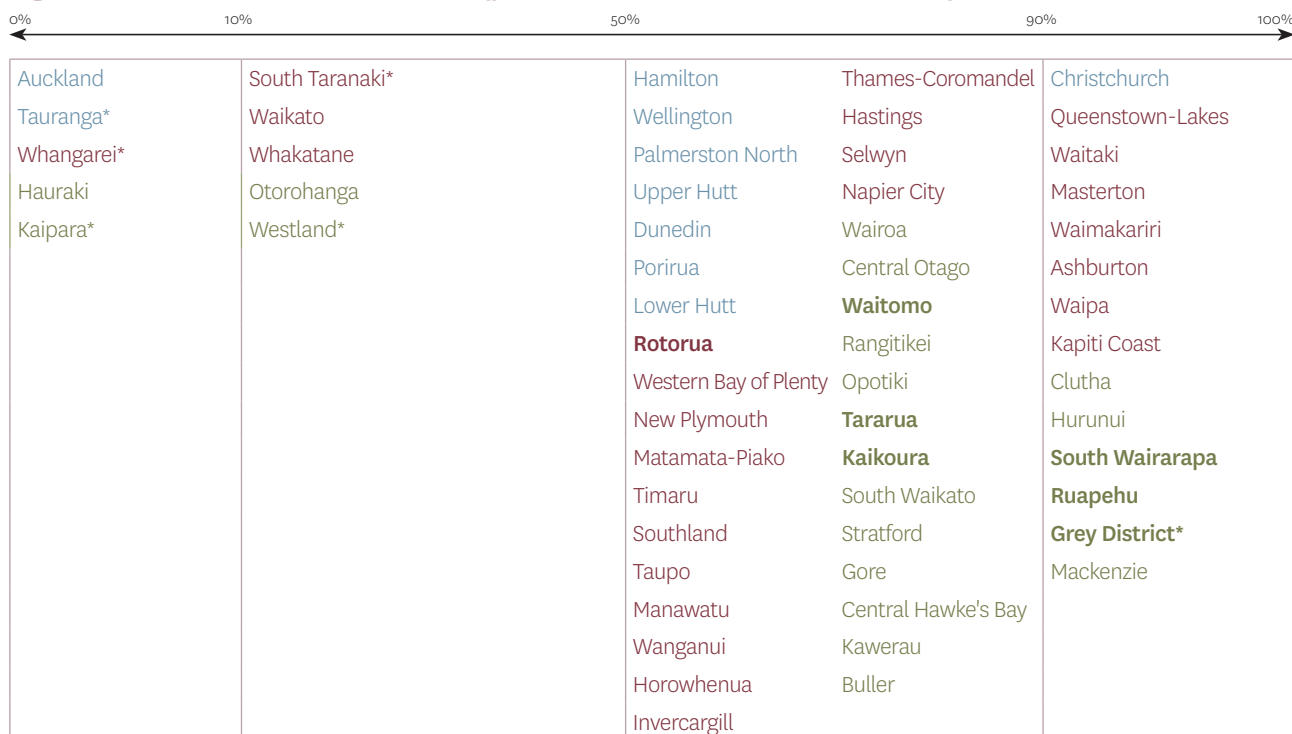 0% 10% 50% 90% 100%
Auckland
Tauranga*
Whangarei*
Hauraki
Kaipara*
South Taranaki*
Waikato
Whakatane
Otorohanga
Westland*
Hamilton
Wellington
Palmerston North
Upper Hutt
Dunedin
Porirua
Lower Hutt
Rotorua
Western Bay of Plenty
New Plymouth
Matamata-Piako
Timaru
Southland
Taupo
Manawatu
Wanganui
Horowhenua
Invercargill
Thames-Coromandel
Hastings
Selwyn
Napier City
Wairoa
Central Otago
Waitomo
Rangitikei
Opotiki
Tararua
Kaikoura
South Waikato
Stratford
Gore
Central Hawke's Bay
Kawerau
Buller
Christchurch
Queenstown-Lakes
Waitaki
Masterton
Waimakariri
Ashburton
Waipa
Kapiti Coast
Clutha
Hurunui
South Wairarapa
Ruapehu
Grey District*
Mackenzie